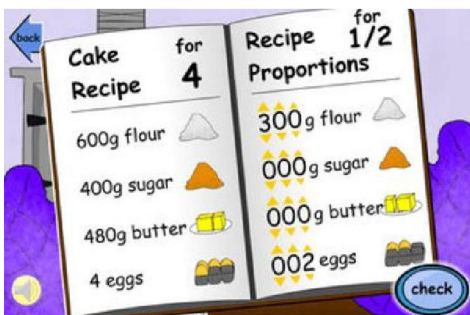 back
Cake for
Recipe 4
600g flour
400g sugar
480g butter
4 eggs
Recipe for
1/2
Proportions
300g flour
000g sugar
000g butter
002 eggs
check